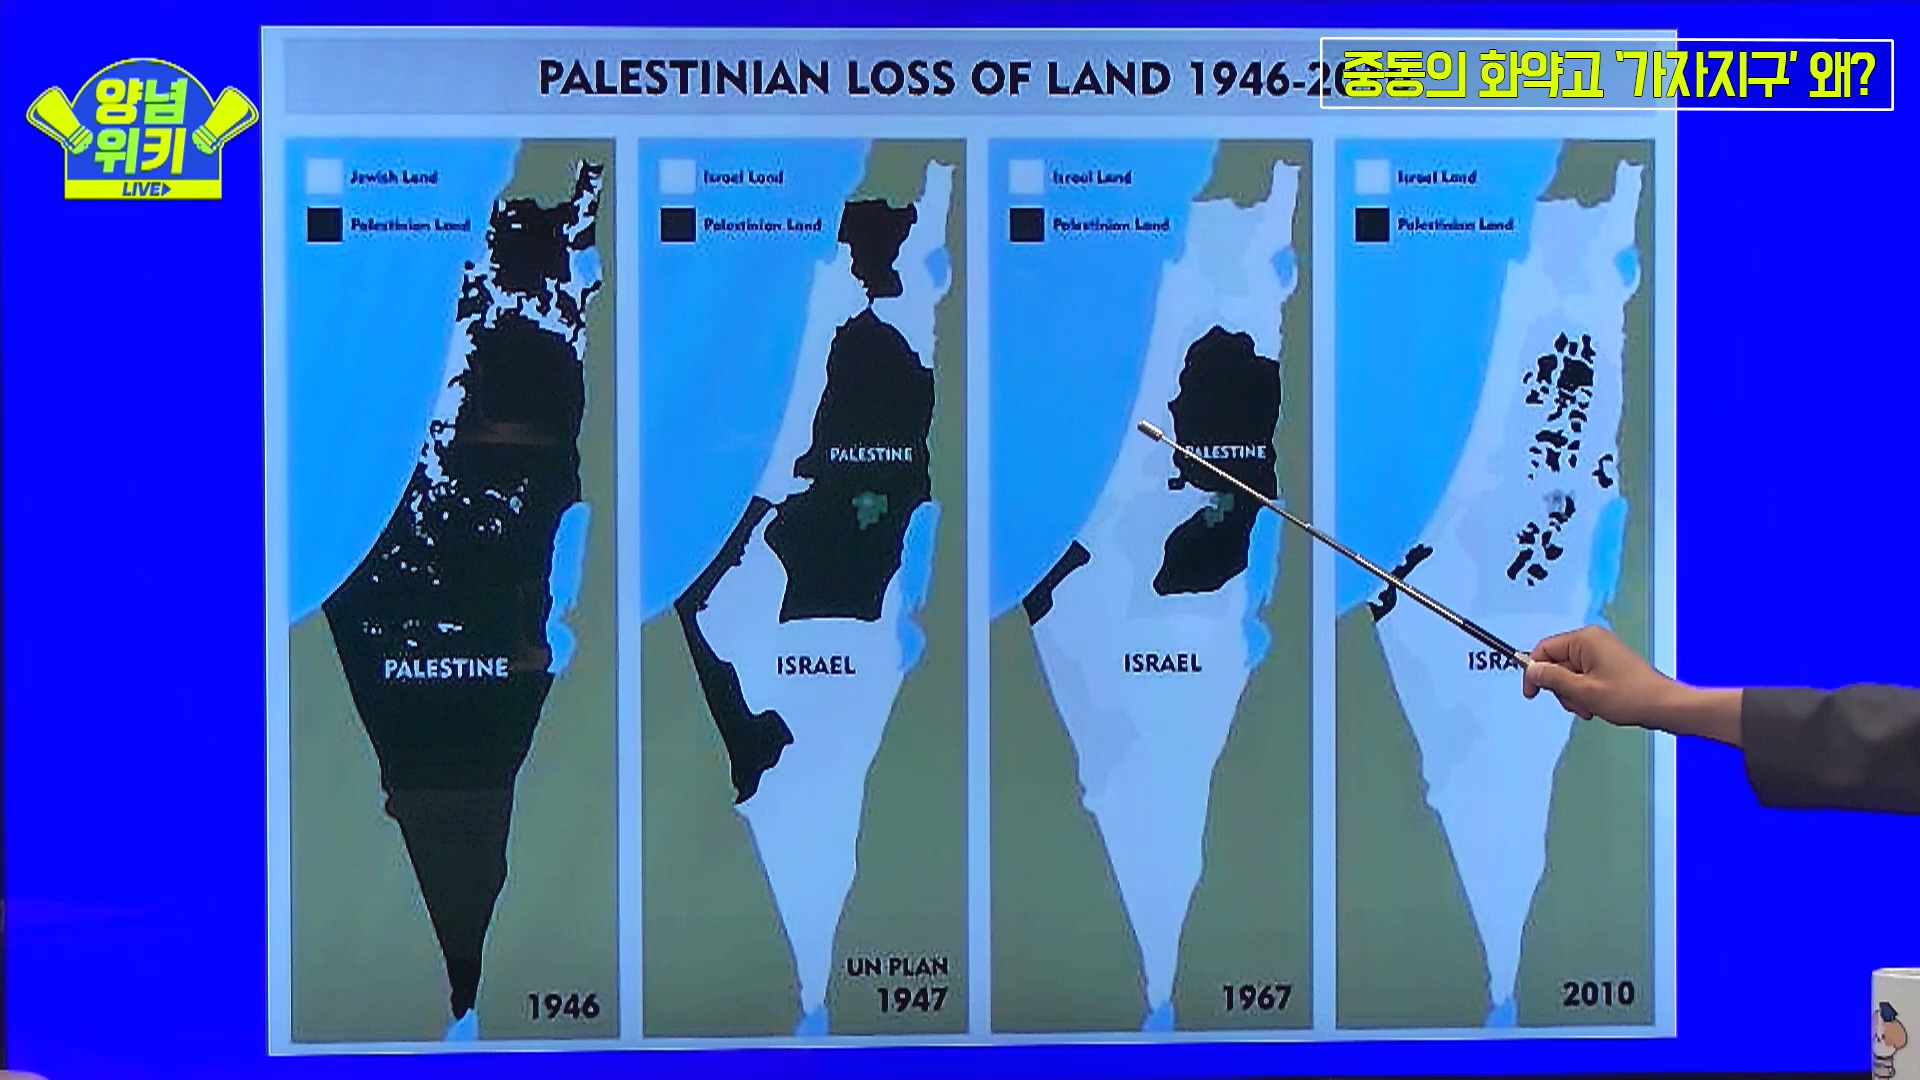 양념
위키
LIVE
중동의 화약고 '가자지구' 왜?
PALESTINIAN LOSS OF LAND 1946-20
Jewish Land
Palestinian Land
PALESTINE
1946
Israel Land
Palestinian Land
PALESTINE
ISRAEL
UN PLAN
1947
Israel Land
Palestinian Land
PALESTINE
ISRAEL
1967
Israel Land
Palestinian Land
ISRA
2010